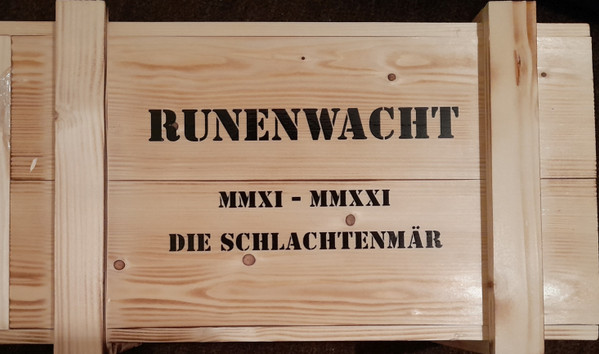 RUNENWACHT
MMXI - MMXXI
DIE SCHLACHTENMÄR